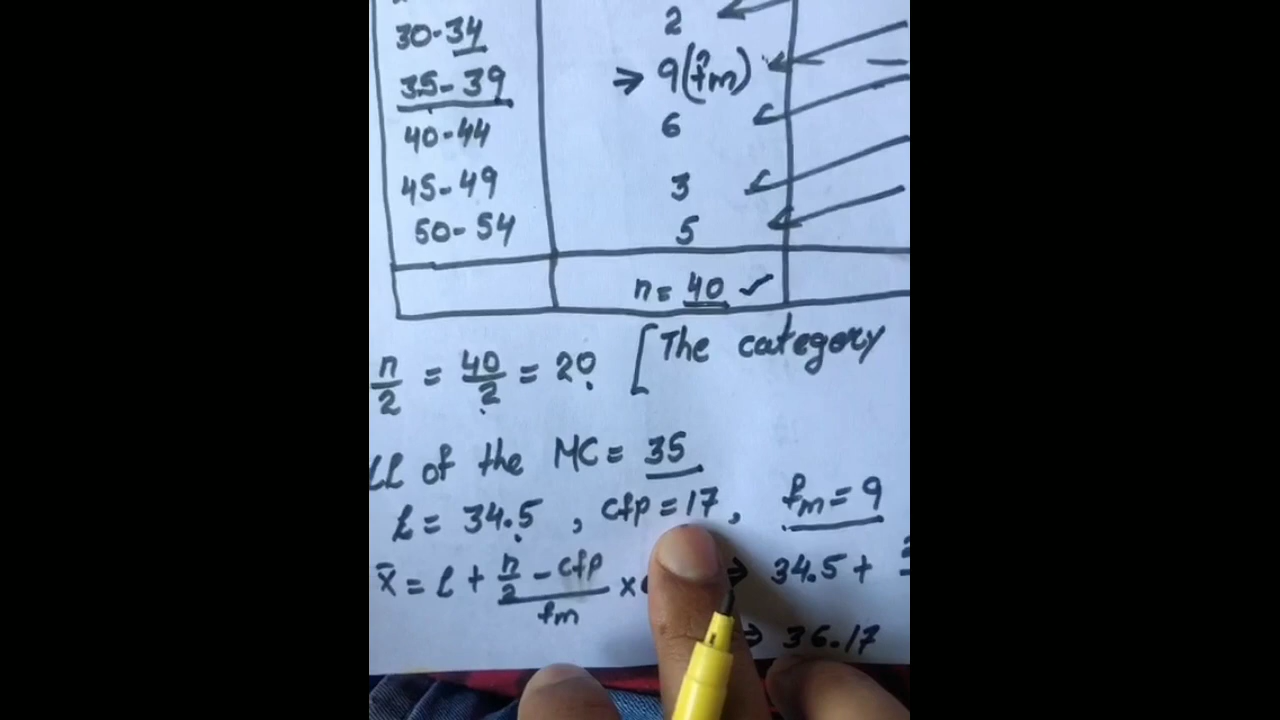 30-34 2
35-39 ⇒ 9(fm)
40-44 6
45-49 3
50-54 5
n = 40 ✓
n/2 = 40/2 = 20 [The category
LL of the MC = 35
l = 34.5 , cfp = 17 , fm = 9
x̄ = l + (n/2 - cfp)/fm × ⇒ 34.5 +
⇒ 36.17